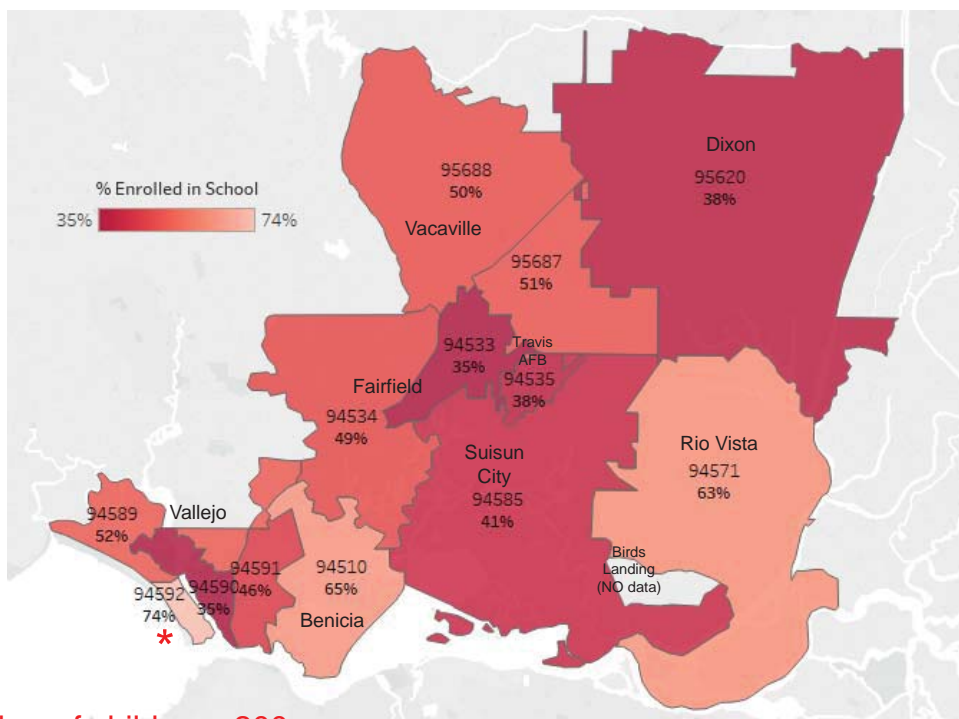 % Enrolled in School
35%
74%
95688
50%
Vacaville
Dixon
95620
38%
95687
51%
94533
35%
Travis
AFB
94535
38%
Fairfield
94534
49%
Suisun
City
94585
41%
Rio Vista
94571
63%
Birds
Landing
(NO data)
Vallejo
94589
52%
94592
74%
*
94590
35%
94591
46%
94510
65%
Benicia